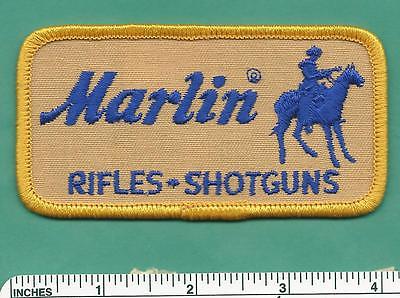 Marlin®
RIFLES•SHOTGUNS
INCHES 1 2 3 4